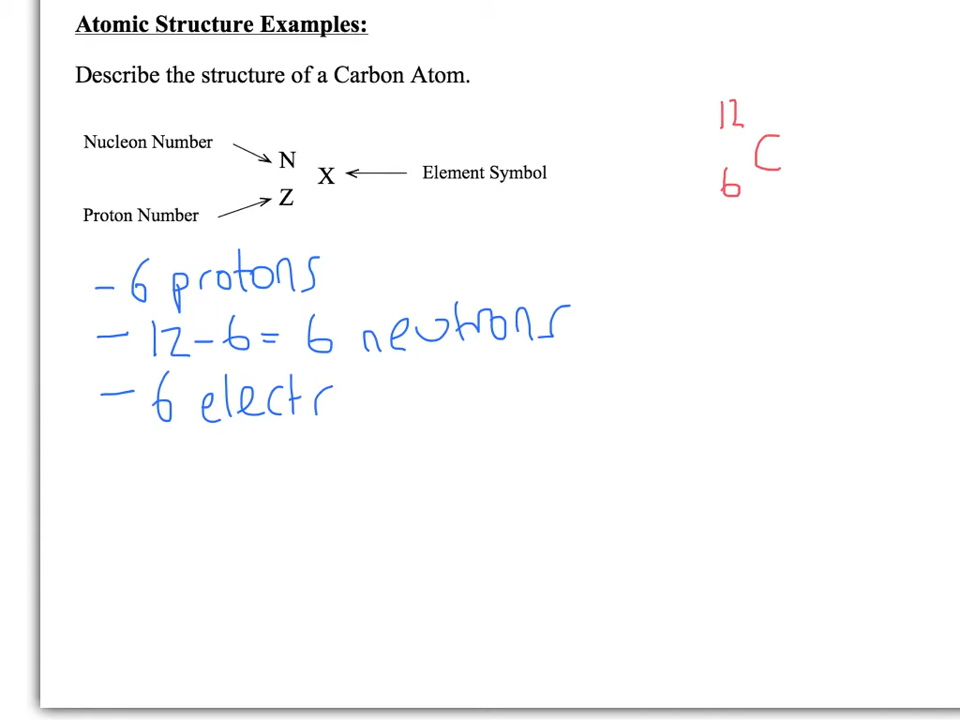 Atomic Structure Examples:
Describe the structure of a Carbon Atom.
12
C
6
Nucleon Number
N
X
Element Symbol
Z
Proton Number
- 6 protons
- 12 - 6 = 6 neutrons
- 6 electr